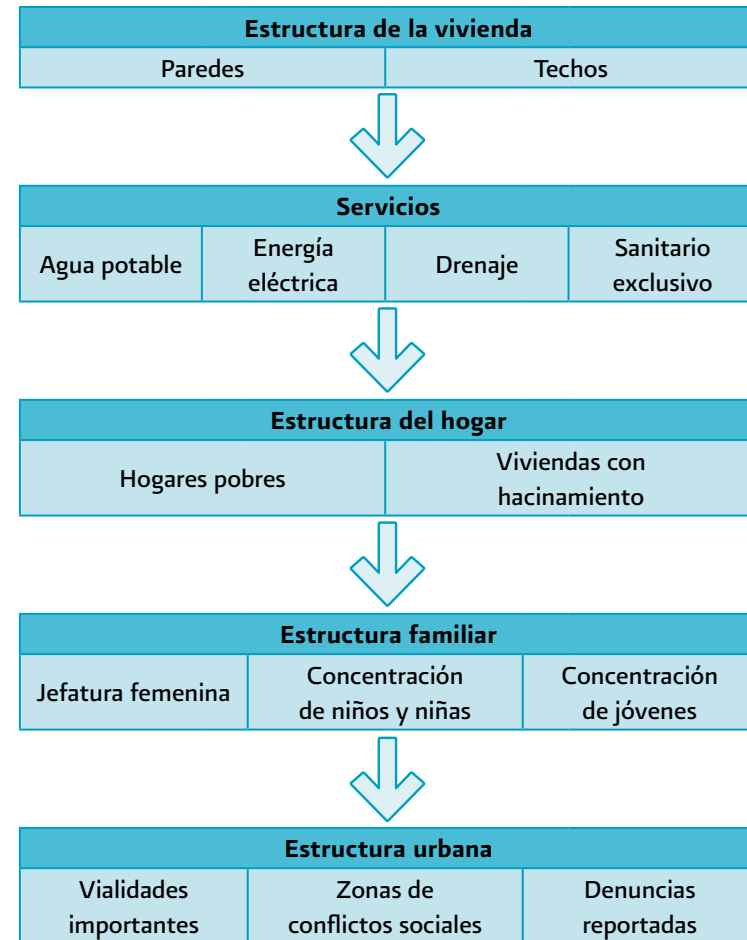 Estructura de la vivienda
Paredes
Techos
Servicios
Agua potable
Energía
eléctrica
Drenaje
Sanitario
exclusivo
Estructura del hogar
Hogares pobres
Viviendas con
hacinamiento
Estructura familiar
Jefatura femenina
Concentración
de niños y niñas
Concentración
de jóvenes
Estructura urbana
Vialidades
importantes
Zonas de
conflictos sociales
Denuncias
reportadas